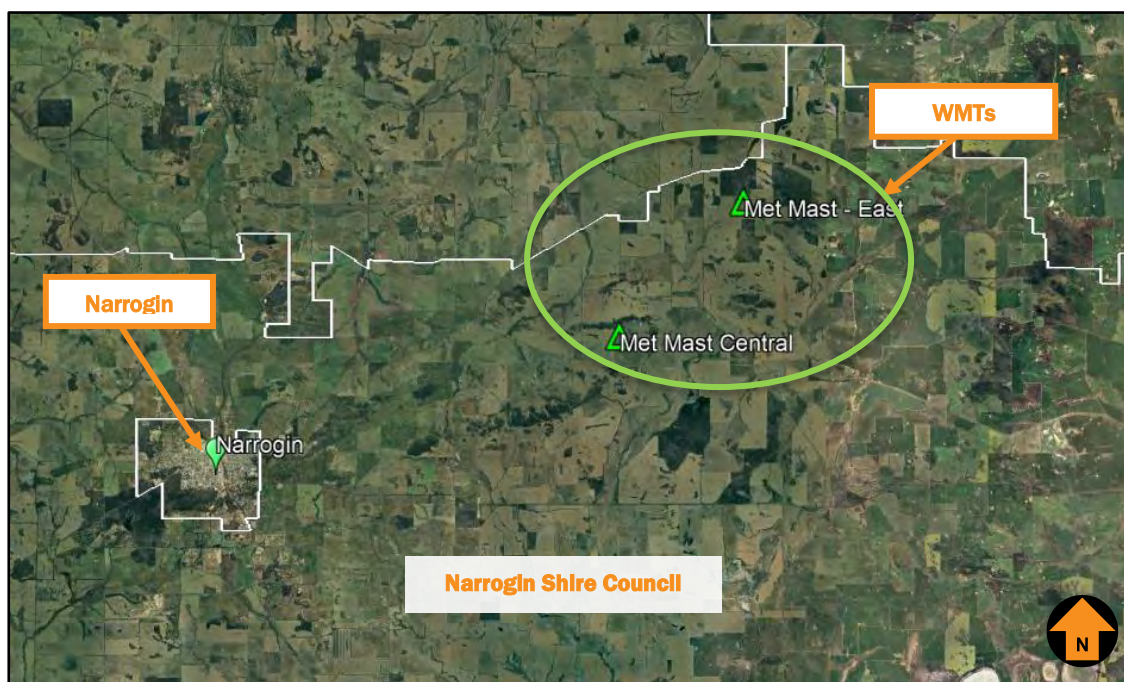 WMTs
Met Mast - East
Narrogin
Met Mast Central
Narrogin
Narrogin Shire Council
N